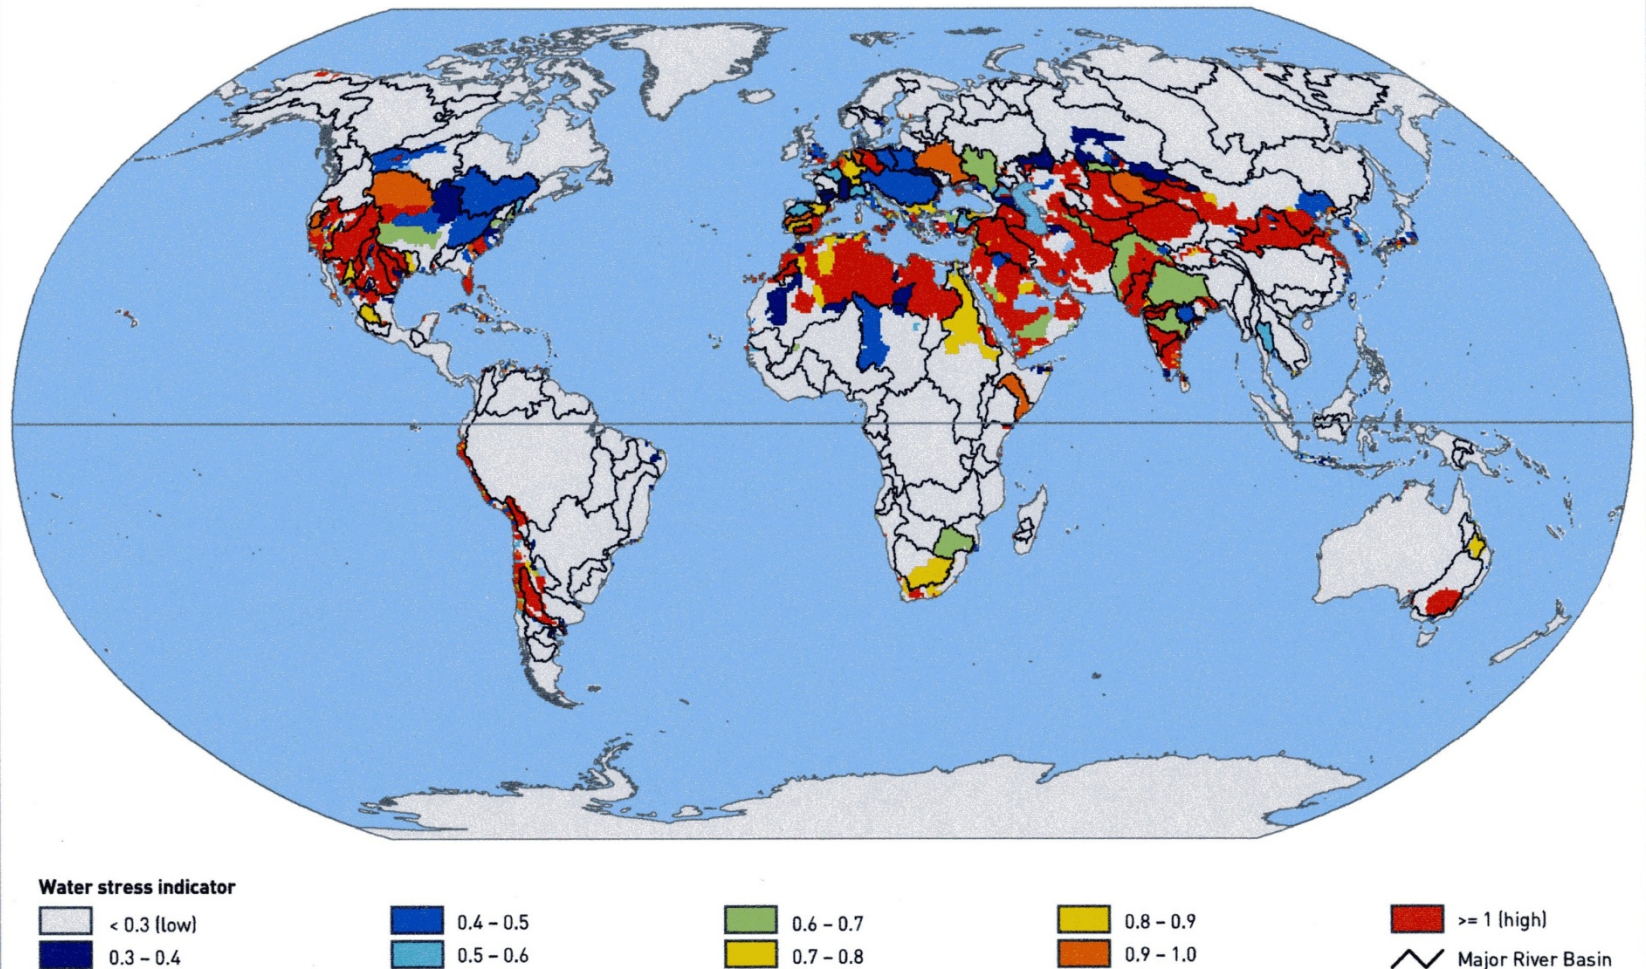 Water stress indicator
< 0.3 (low)
0.3 – 0.4
0.4 – 0.5
0.5 – 0.6
0.6 – 0.7
0.7 – 0.8
0.8 – 0.9
0.9 – 1.0
>= 1 (high)
Major River Basin